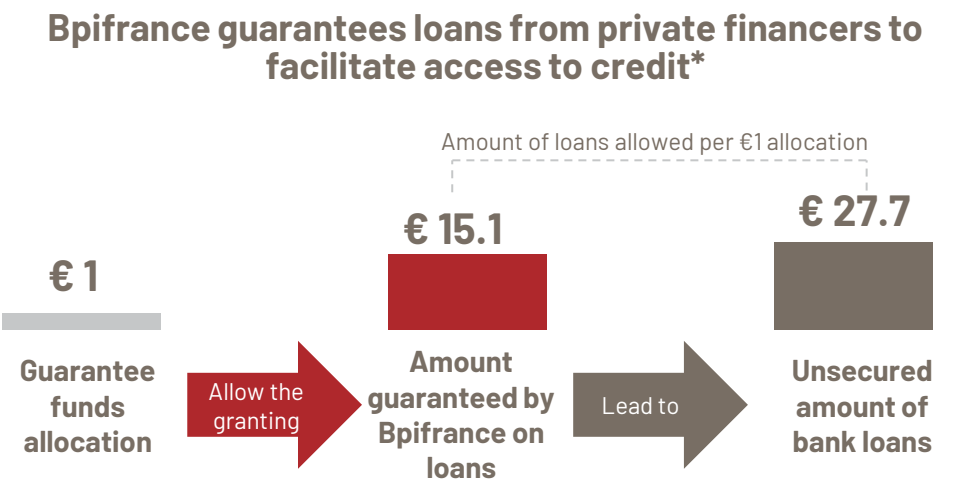 Bpifrance guarantees loans from private financers to
facilitate access to credit*
Amount of loans allowed per €1 allocation
€ 1
€ 15.1
€ 27.7
Guarantee
funds
allocation
Allow the
granting
Amount
guaranteed by
Bpifrance on
loans
Lead to
Unsecured
amount of
bank loans